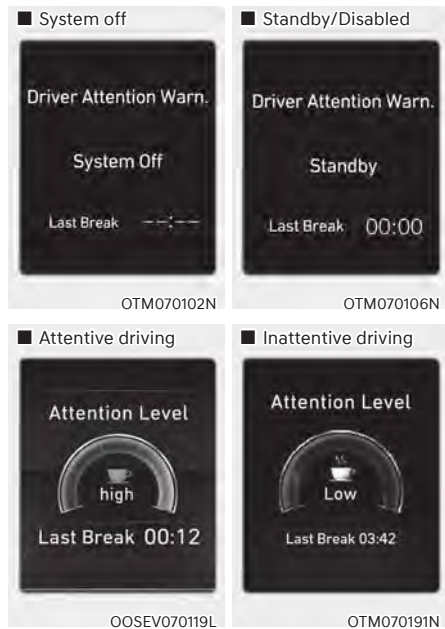 ■ System off
Driver Attention Warn.
System Off
Last Break --:--
OTM070102N
■ Standby/Disabled
Driver Attention Warn.
Standby
Last Break 00:00
OTM070106N
■ Attentive driving
Attention Level
high
Last Break 00:12
OOSEV070119L
■ Inattentive driving
Attention Level
Low
Last Break 03:42
OTM070191N